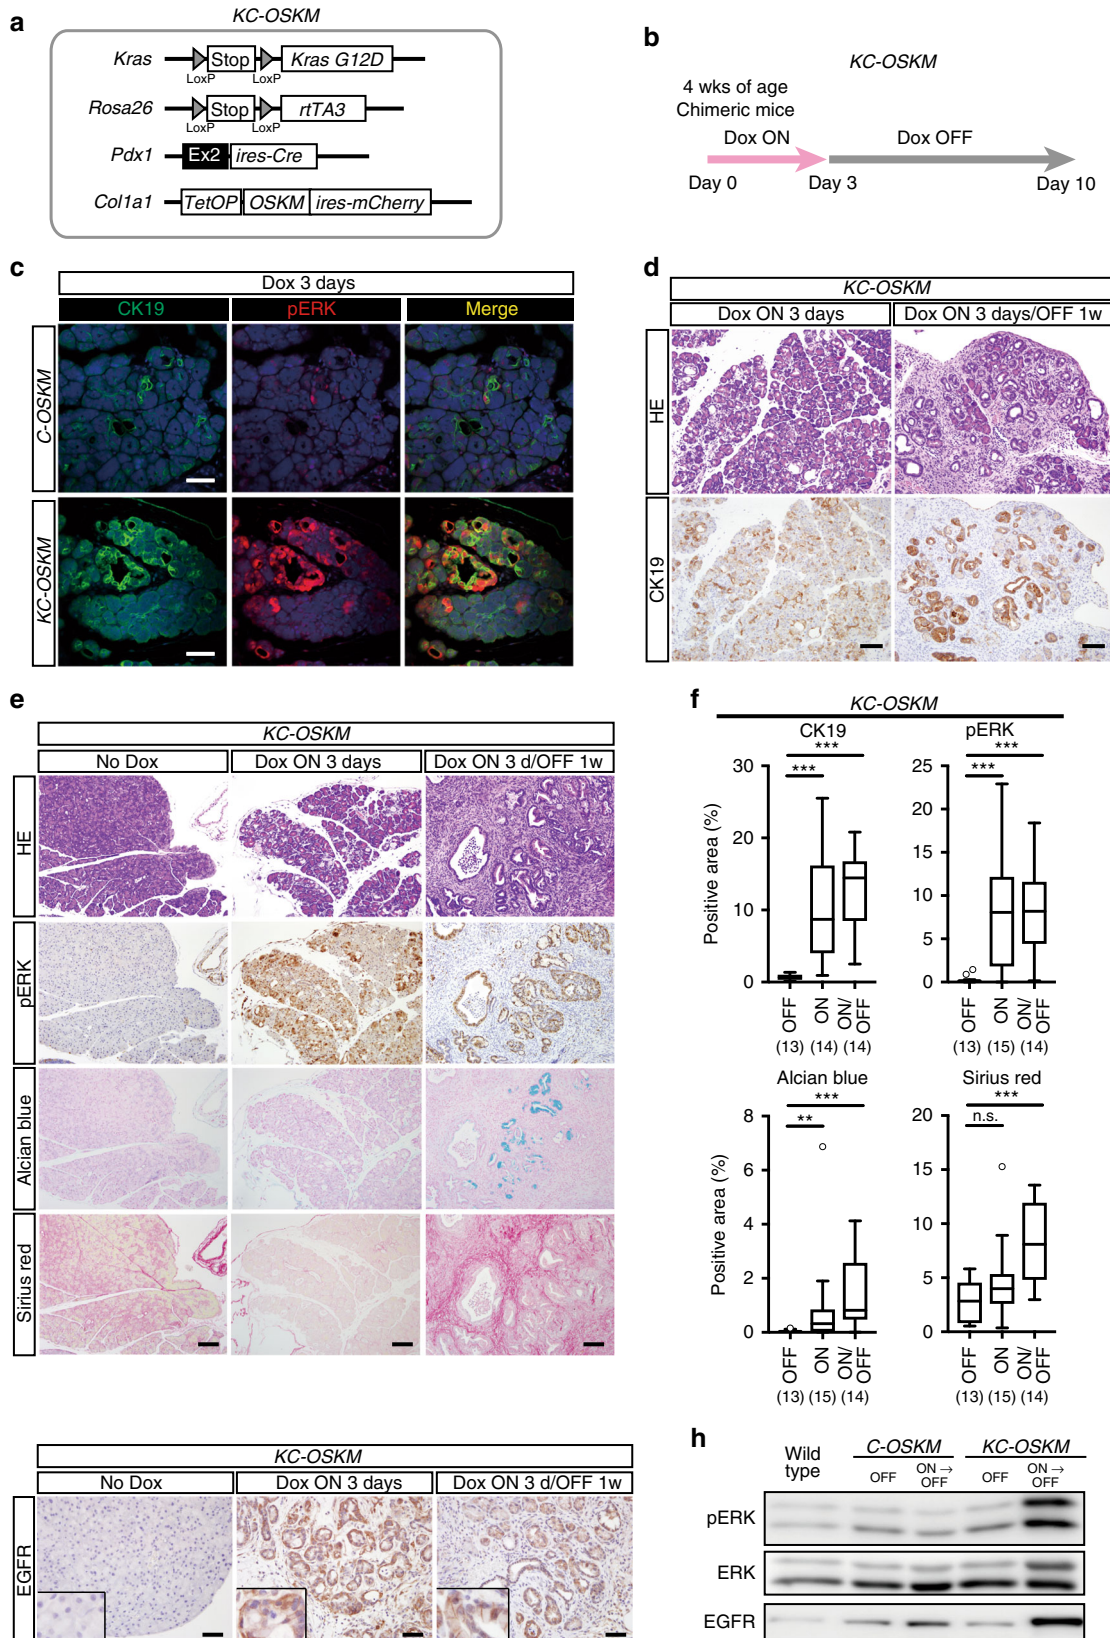 a
KC-OSKM
Kras
Stop
Kras G12D
LoxP
LoxP
Rosa26
Stop
rtTA3
LoxP
LoxP
Pdx1
Ex2
ires-Cre
Col1a1
TetOP
OSKM
ires-mCherry
b
KC-OSKM
4 wks of age
Chimeric mice
Dox ON
Dox OFF
Day 0
Day 3
Day 10
c
Dox 3 days
CK19
pERK
Merge
C-OSKM
KC-OSKM
d
KC-OSKM
Dox ON 3 days
Dox ON 3 days/OFF 1w
HE
CK19
e
KC-OSKM
No Dox
Dox ON 3 days
Dox ON 3 d/OFF 1w
HE
pERK
Alcian blue
Sirius red
f
KC-OSKM
CK19
***
***
30
20
10
0
Positive area (%)
OFF
ON
ON/
OFF
(13)
(14)
(14)
pERK
***
***
25
20
15
10
5
0
OFF
ON
ON/
OFF
(13)
(15)
(14)
Alcian blue
***
**
8
6
4
2
0
Positive area (%)
OFF
ON
ON/
OFF
(13)
(15)
(14)
Sirius red
***
n.s.
20
15
10
5
0
OFF
ON
ON/
OFF
(13)
(15)
(14)
KC-OSKM
No Dox
Dox ON 3 days
Dox ON 3 d/OFF 1w
EGFR
h
Wild
type
C-OSKM
KC-OSKM
OFF
ON →
OFF
OFF
ON →
OFF
pERK
ERK
EGFR